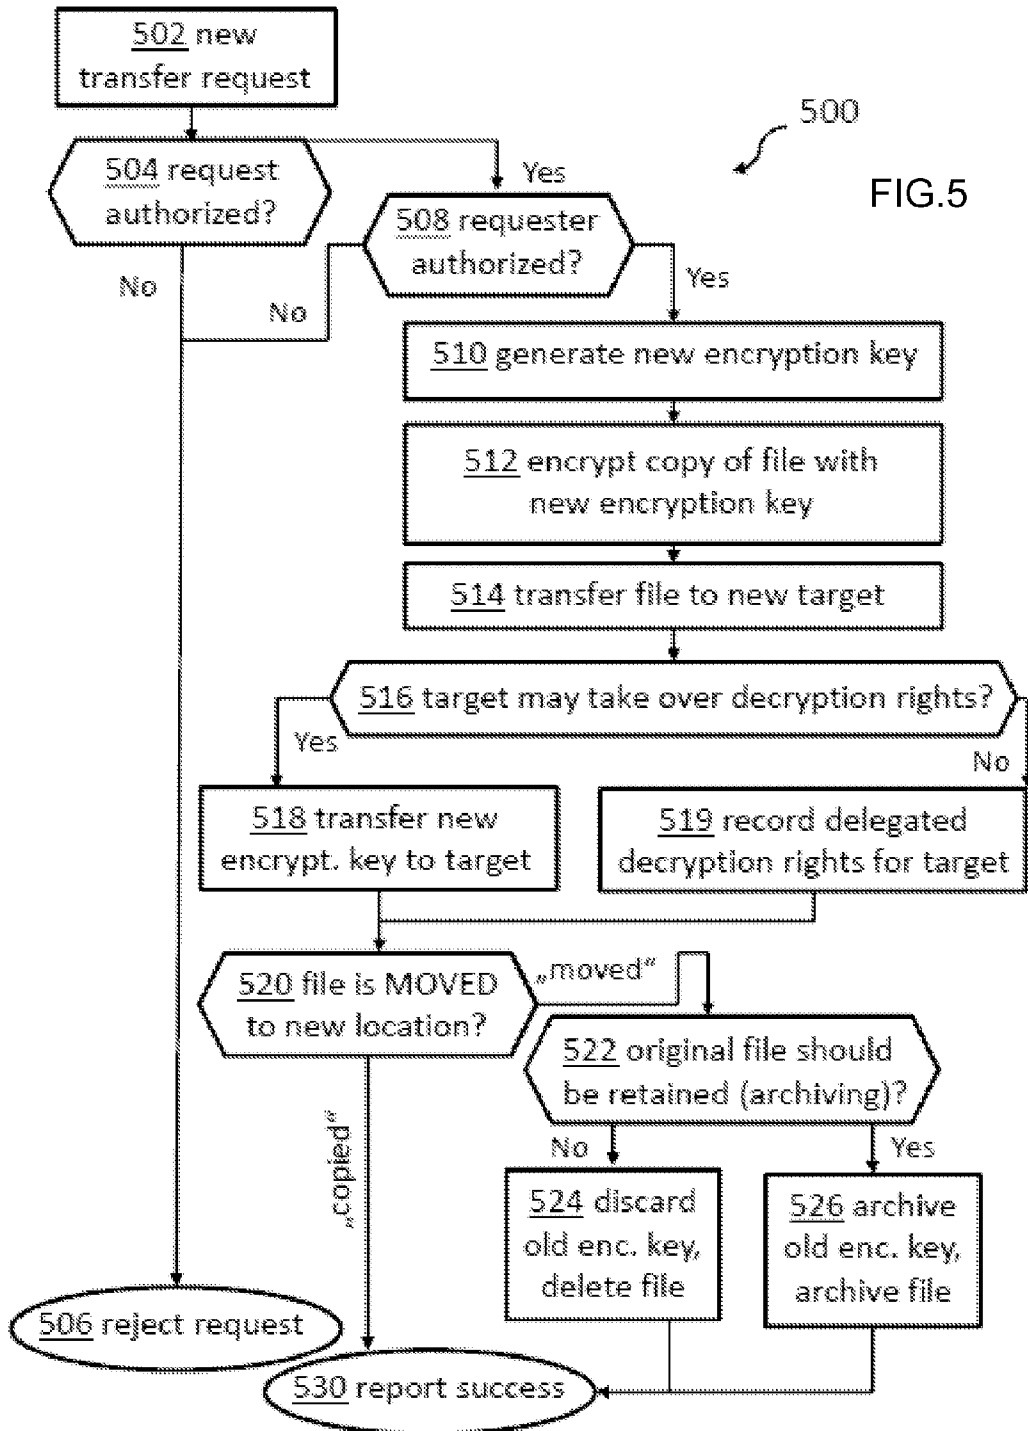 502 new
transfer request
500
FIG.5
504 request
authorized?
Yes
508 requester
authorized?
No
No
Yes
510 generate new encryption key
512 encrypt copy of file with
new encryption key
514 transfer file to new target
516 target may take over decryption rights?
Yes
No
518 transfer new
encrypt. key to target
519 record delegated
decryption rights for target
520 file is MOVED
to new location?
„moved“
522 original file should
be retained (archiving)?
„copied“
No
Yes
524 discard
old enc. key,
delete file
526 archive
old enc. key,
archive file
506 reject request
530 report success